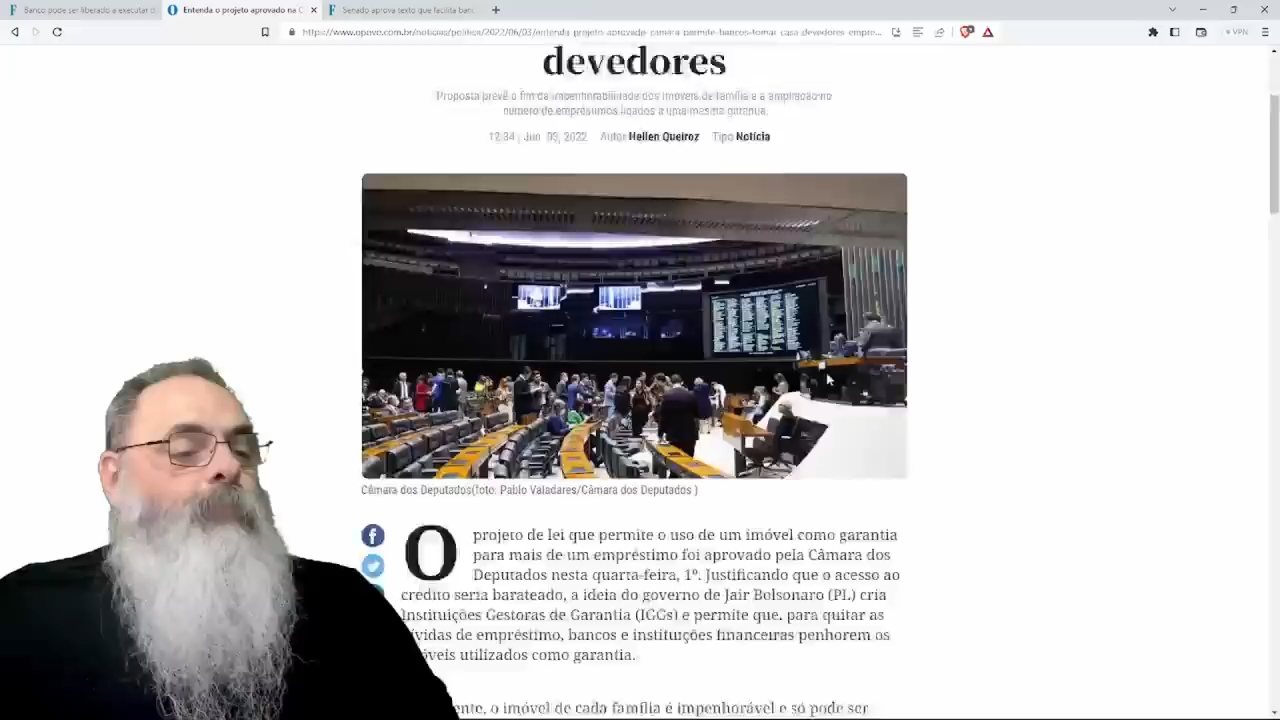 Banco pode ser liberado a executar d
Entenda o projeto aprovado na C
Senado aprova texto que facilita ban
https://www.opovo.com.br/noticias/politica/2022/06/03/entenda-projeto-aprovado-camara-permite-bancos-tomar-casa-devedores-empre...
VPN
devedores
Proposta prevê o fim da impenhorabilidade dos imóveis de família e a ampliação no
número de empréstimos ligados a uma mesma garantia.
Jun 03, 2022 Autor Hellen Queiroz Tipo Notícia
Câmara dos Deputados(foto: Pablo Valadares/Câmara dos Deputados )
O projeto de lei que permite o uso de um imóvel como garantia
para mais de um empréstimo foi aprovado pela Câmara dos
Deputados nesta quarta-feira, 1º. Justificando que o acesso ao
crédito seria barateado, a ideia do governo de Jair Bolsonaro (PL) cria
Instituições Gestoras de Garantia (IGGs) e permite que, para quitar as
vidas de empréstimo, bancos e instituições financeiras penhorem os
óveis utilizados como garantia.
ente, o imóvel de cada família é impenhorável e só pode ser